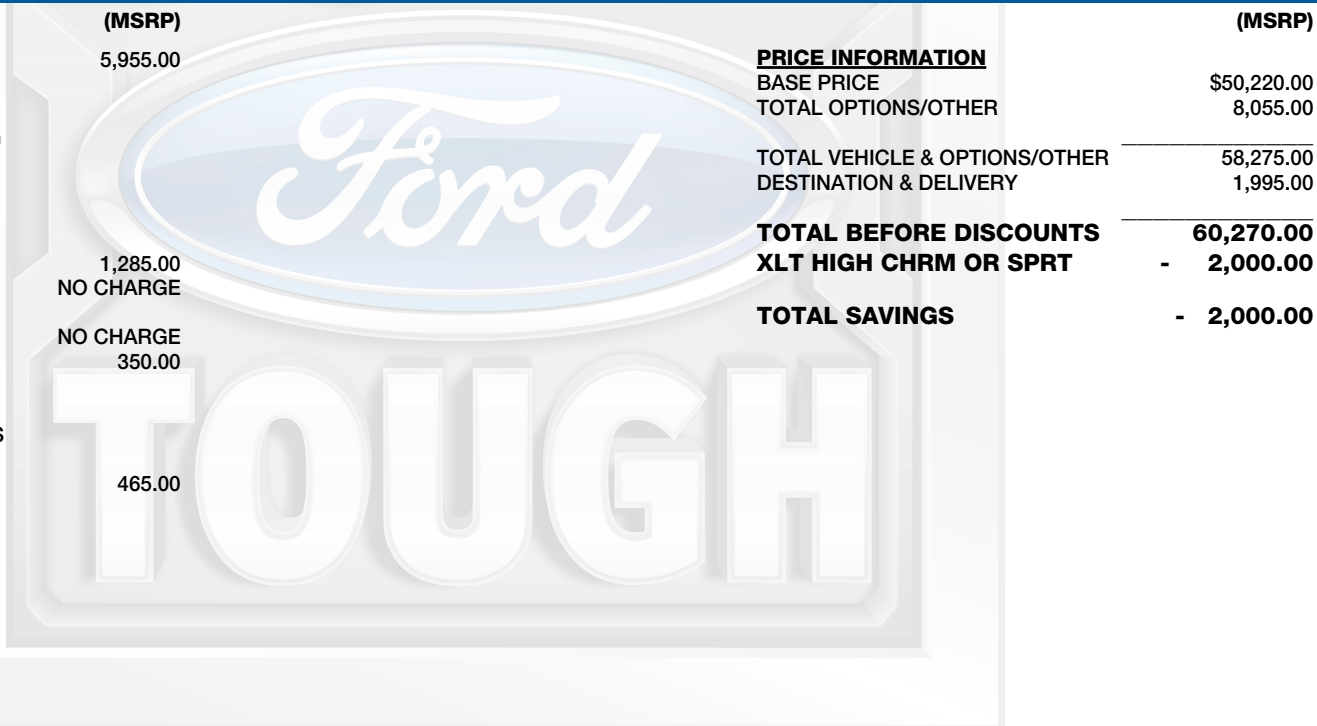 (MSRP)
5,955.00
1,285.00
NO CHARGE
NO CHARGE
350.00
S
465.00
Ford
TOUGH
(MSRP)
PRICE INFORMATION
BASE PRICE $50,220.00
TOTAL OPTIONS/OTHER 8,055.00
TOTAL VEHICLE & OPTIONS/OTHER 58,275.00
DESTINATION & DELIVERY 1,995.00
TOTAL BEFORE DISCOUNTS 60,270.00
XLT HIGH CHRM OR SPRT - 2,000.00
TOTAL SAVINGS - 2,000.00